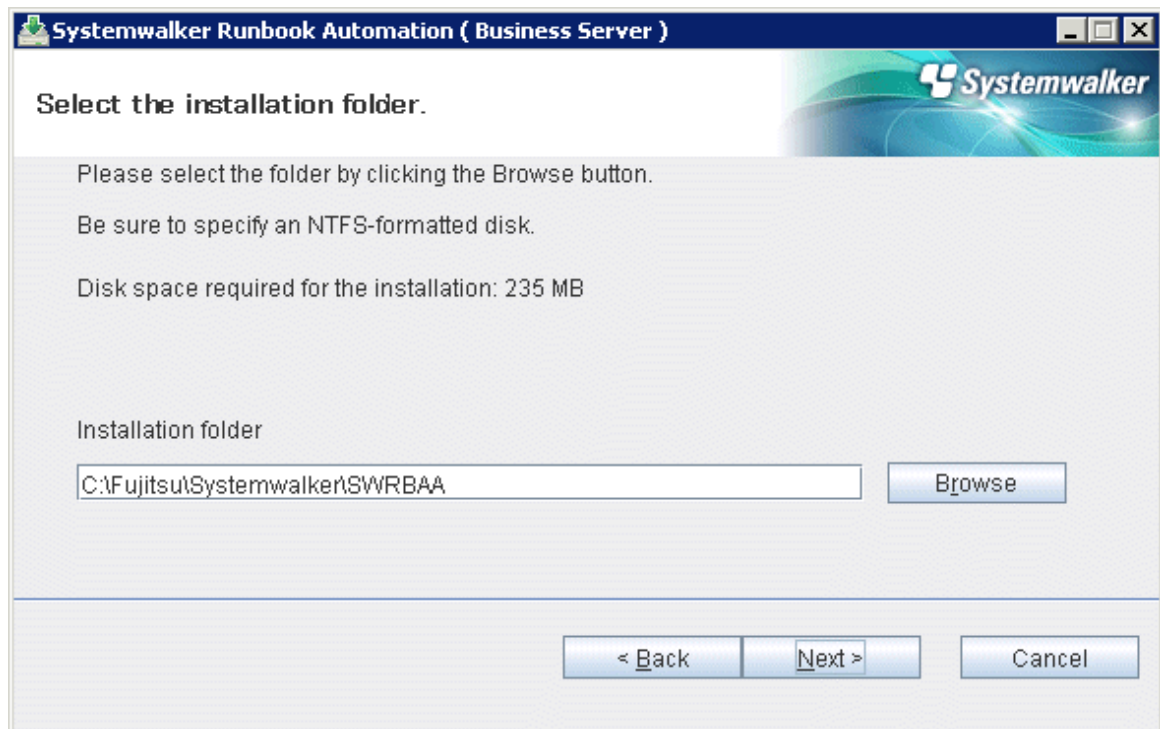 Systemwalker Runbook Automation ( Business Server )
Select the installation folder.
Systemwalker
Please select the folder by clicking the Browse button.
Be sure to specify an NTFS-formatted disk.
Disk space required for the installation: 235 MB
Installation folder
C:\Fujitsu\Systemwalker\SWRBAA
Browse
< Back
Next >
Cancel